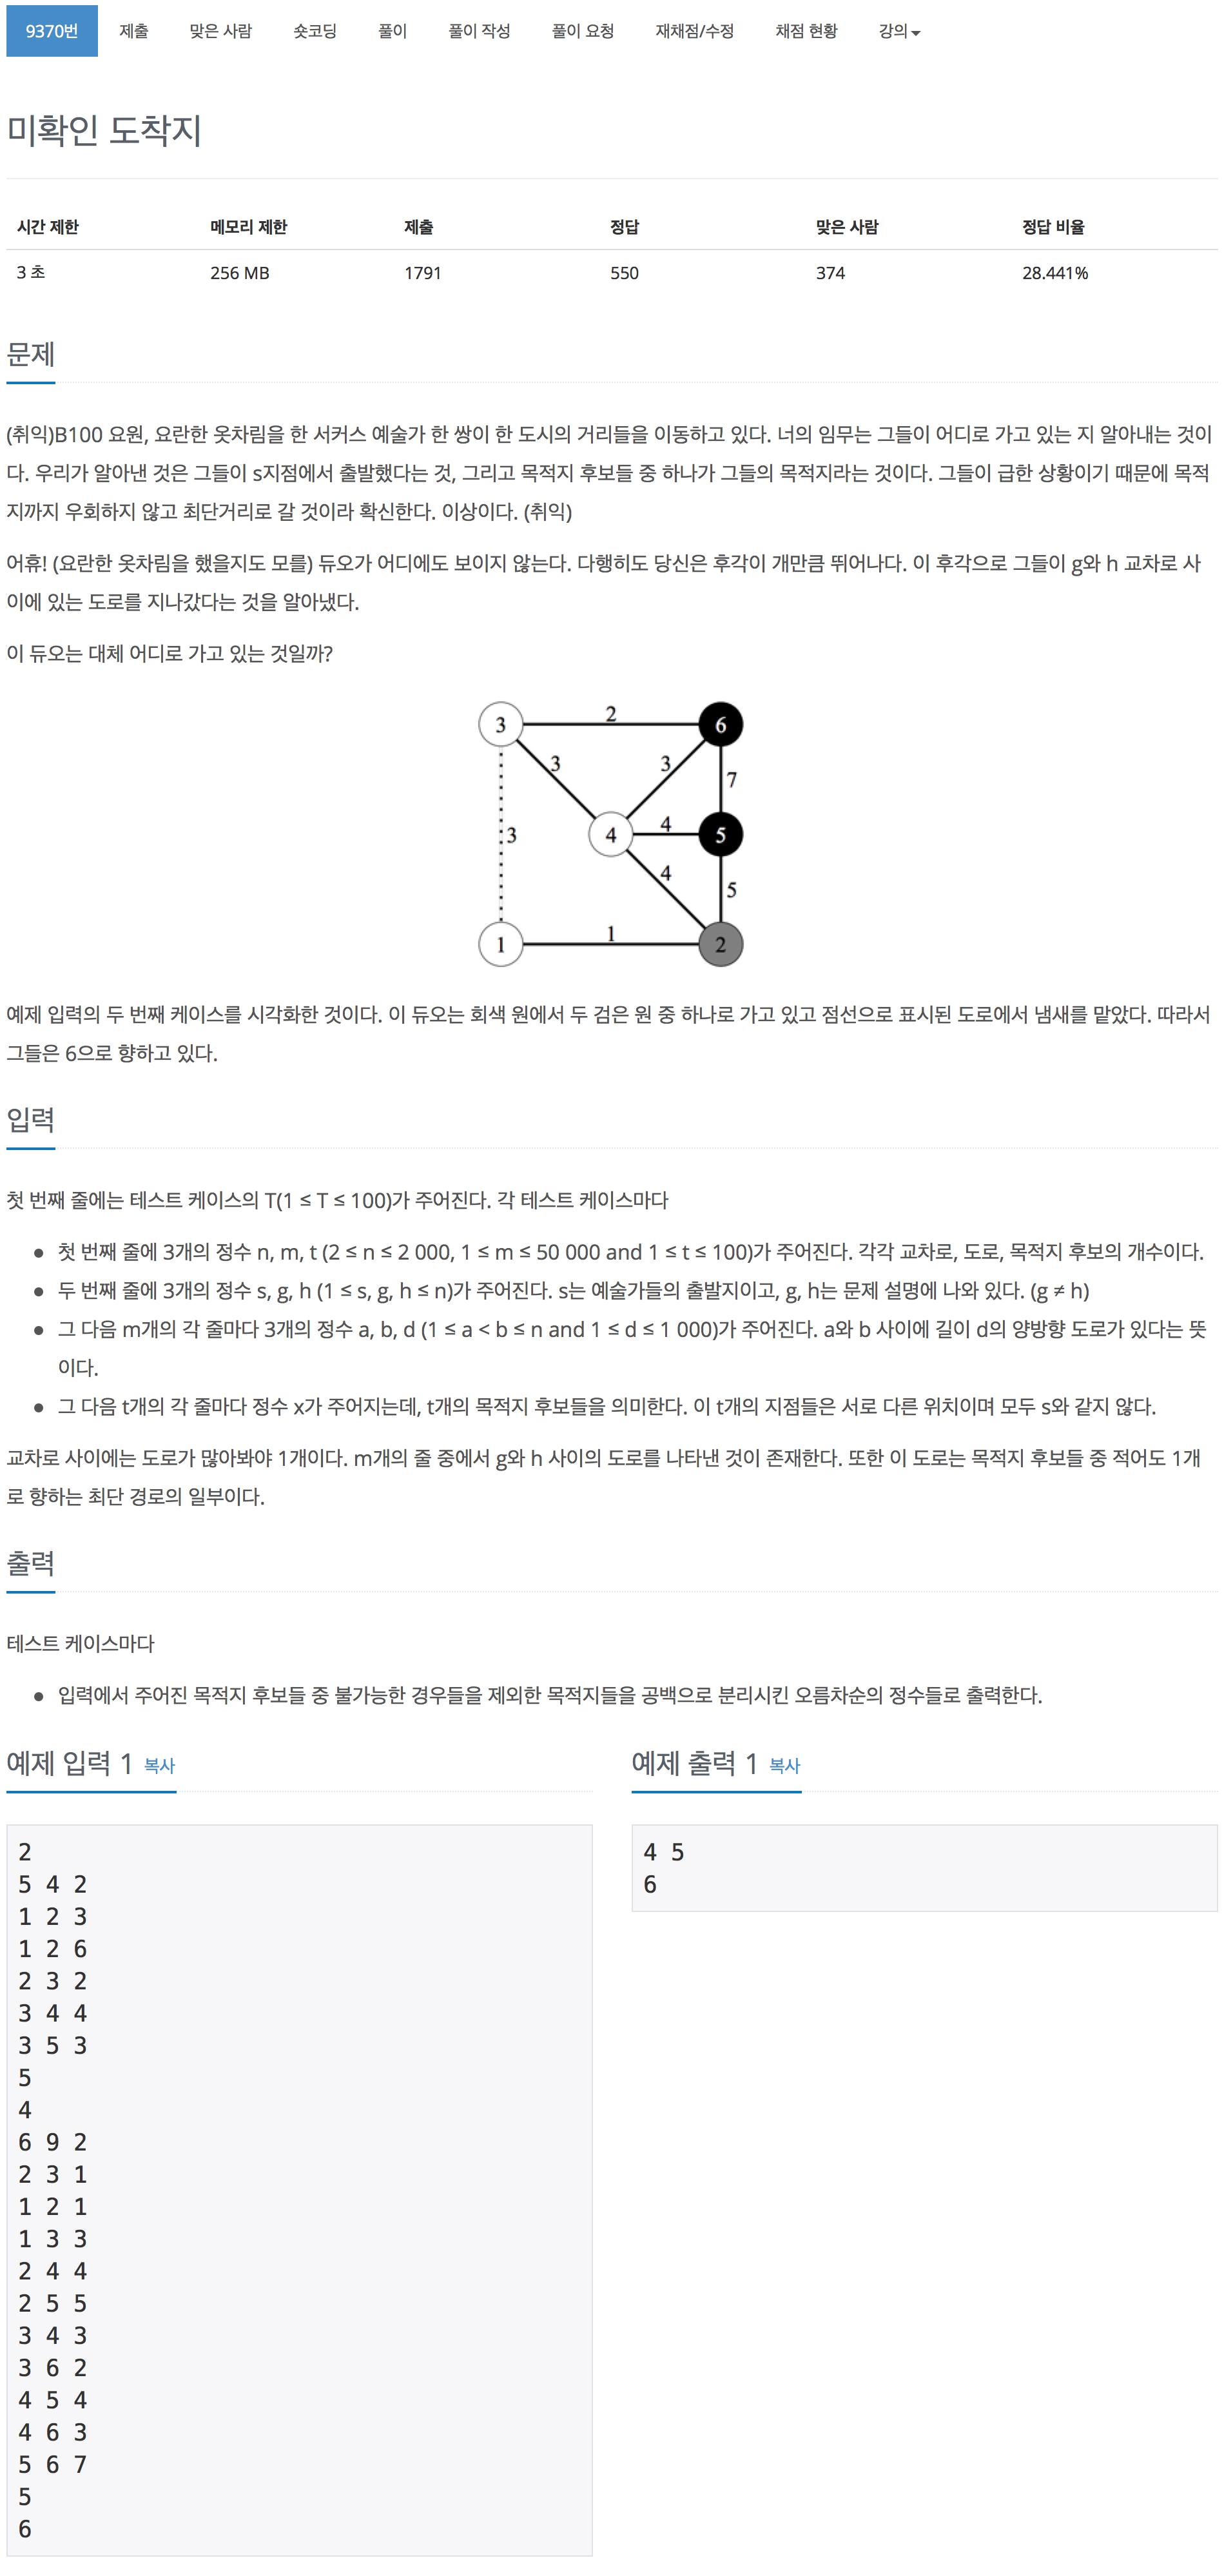 9370번 제출 맞은 사람 숏코딩 풀이 풀이 작성 풀이 요청 재채점/수정 채점 현황 강의
미확인 도착지
시간 제한 메모리 제한 제출 정답 맞은 사람 정답 비율
3 초 256 MB 1791 550 374 28.441%
문제
(취익)B100 요원, 요란한 옷차림을 한 서커스 예술가 한 쌍이 한 도시의 거리들을 이동하고 있다. 너의 임무는 그들이 어디로 가고 있는 지 알아내는 것이
다. 우리가 알아낸 것은 그들이 s지점에서 출발했다는 것, 그리고 목적지 후보들 중 하나가 그들의 목적지라는 것이다. 그들이 급한 상황이기 때문에 목적
지까지 우회하지 않고 최단거리로 갈 것이라 확신한다. 이상이다. (취익)
어휴! (요란한 옷차림을 했을지도 모를) 듀오가 어디에도 보이지 않는다. 다행히도 당신은 후각이 개만큼 뛰어나다. 이 후각으로 그들이 g와 h 교차로 사
이에 있는 도로를 지나갔다는 것을 알아냈다.
이 듀오는 대체 어디로 가고 있는 것일까?
3 2 6
3 3 7
3 4 4 5
4 5
1 1 2
예제 입력의 두 번째 케이스를 시각화한 것이다. 이 듀오는 회색 원에서 두 검은 원 중 하나로 가고 있고 점선으로 표시된 도로에서 냄새를 맡았다. 따라서
그들은 6으로 향하고 있다.
입력
첫 번째 줄에는 테스트 케이스의 T(1 ≤ T ≤ 100)가 주어진다. 각 테스트 케이스마다
● 첫 번째 줄에 3개의 정수 n, m, t (2 ≤ n ≤ 2 000, 1 ≤ m ≤ 50 000 and 1 ≤ t ≤ 100)가 주어진다. 각각 교차로, 도로, 목적지 후보의 개수이다.
● 두 번째 줄에 3개의 정수 s, g, h (1 ≤ s, g, h ≤ n)가 주어진다. s는 예술가들의 출발지이고, g, h는 문제 설명에 나와 있다. (g ≠ h)
● 그 다음 m개의 각 줄마다 3개의 정수 a, b, d (1 ≤ a < b ≤ n and 1 ≤ d ≤ 1 000)가 주어진다. a와 b 사이에 길이 d의 양방향 도로가 있다는 뜻
이다.
● 그 다음 t개의 각 줄마다 정수 x가 주어지는데, t개의 목적지 후보들을 의미한다. 이 t개의 지점들은 서로 다른 위치이며 모두 s와 같지 않다.
교차로 사이에는 도로가 많아봐야 1개이다. m개의 줄 중에서 g와 h 사이의 도로를 나타낸 것이 존재한다. 또한 이 도로는 목적지 후보들 중 적어도 1개
로 향하는 최단 경로의 일부이다.
출력
테스트 케이스마다
● 입력에서 주어진 목적지 후보들 중 불가능한 경우들을 제외한 목적지들을 공백으로 분리시킨 오름차순의 정수들로 출력한다.
예제 입력 1 복사
2
5 4 2
1 2 3
1 2 6
2 3 2
3 4 4
3 5 3
5
4
6 9 2
2 3 1
1 2 1
1 3 3
2 4 4
2 5 5
3 4 3
3 6 2
4 5 4
4 6 3
5 6 7
5
6
예제 출력 1 복사
4 5
6